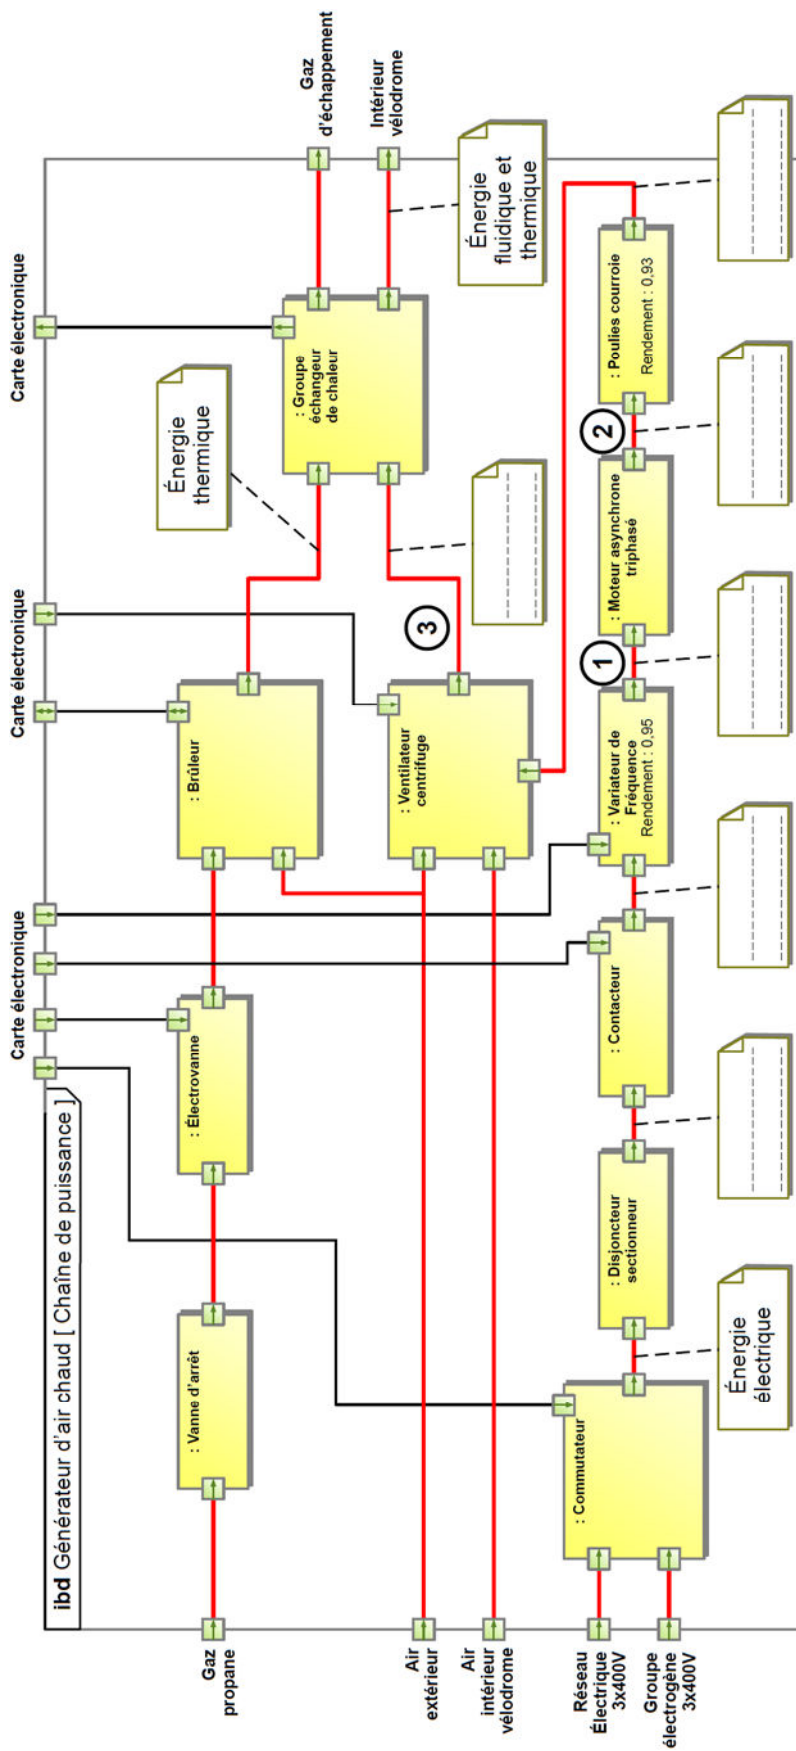 ibd Générateur d'air chaud [ Chaîne de puissance ]
Carte électronique
Carte électronique
Carte électronique
Gaz
propane
: Vanne d'arrêt
: Électrovanne
: Brûleur
Énergie
thermique
: Groupe
échangeur
de chaleur
Gaz
d'échappement
Intérieur
vélodrome
Énergie
fluidique et
thermique
Air
extérieur
Air
intérieur
vélodrome
: Ventilateur
centrifuge
3
Réseau
Électrique
3x400V
Groupe
électrogène
3x400V
: Commutateur
: Disjoncteur
sectionneur
: Contacteur
: Variateur de
Fréquence
Rendement : 0,95
1
: Moteur asynchrone
triphasé
2
: Poulies courroie
Rendement : 0,93
Énergie
électrique